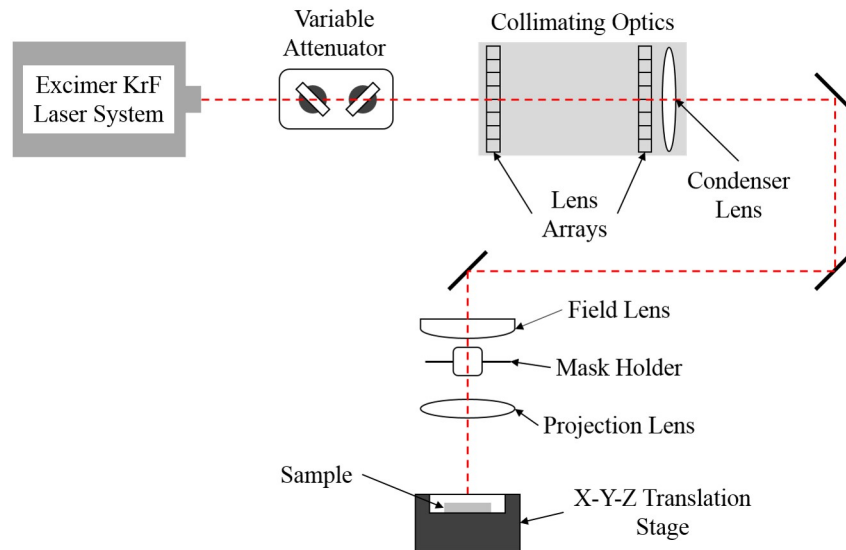 Variable
Attenuator
Collimating Optics
Excimer KrF
Laser System
Lens
Arrays
Condenser
Lens
Field Lens
Mask Holder
Projection Lens
Sample
X-Y-Z Translation
Stage